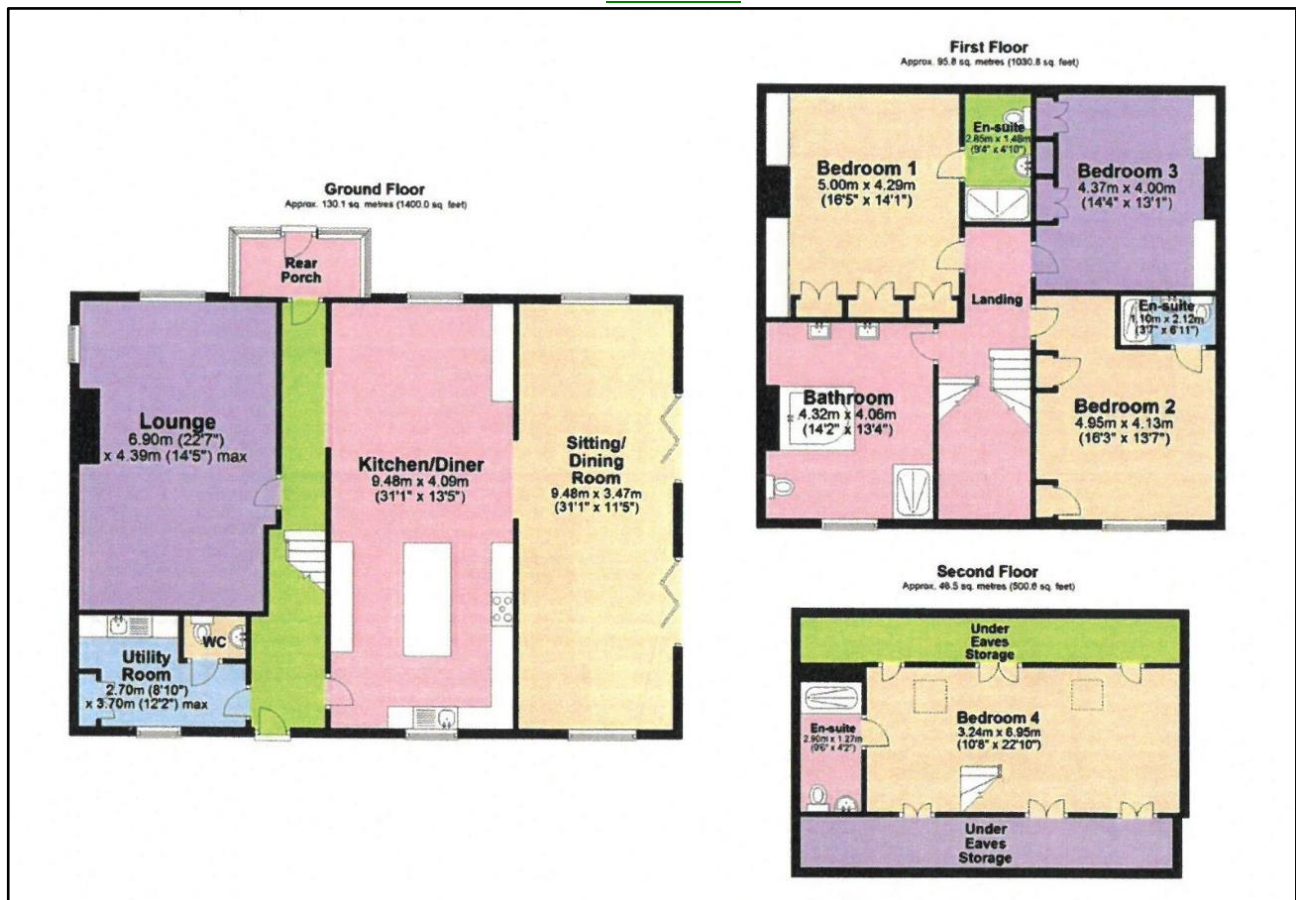 Ground Floor
Approx. 130.1 sq. metres (1400.0 sq. feet)
Rear
Porch
Lounge
6.90m (22'7")
x 4.39m (14'5") max
Kitchen/Diner
9.48m x 4.09m
(31'1" x 13'5")
Sitting/
Dining
Room
9.48m x 3.47m
(31'1" x 11'5")
WC
Utility
Room
2.70m (8'10")
x 3.70m (12'2") max
First Floor
Approx. 95.8 sq. metres (1030.8 sq. feet)
Bedroom 1
5.00m x 4.29m
(16'5" x 14'1")
En-suite
2.85m x 1.48m
(9'4" x 4'10")
Bedroom 3
4.37m x 4.00m
(14'4" x 13'1")
Landing
En-suite
1.10m x 2.12m
(3'7" x 6'11")
Bathroom
4.32m x 4.06m
(14'2" x 13'4")
Bedroom 2
4.95m x 4.13m
(16'3" x 13'7")
Second Floor
Approx. 46.5 sq. metres (500.6 sq. feet)
Under
Eaves
Storage
En-suite
2.90m x 1.27m
(9'6" x 4'2")
Bedroom 4
3.24m x 6.95m
(10'8" x 22'10")
Under
Eaves
Storage